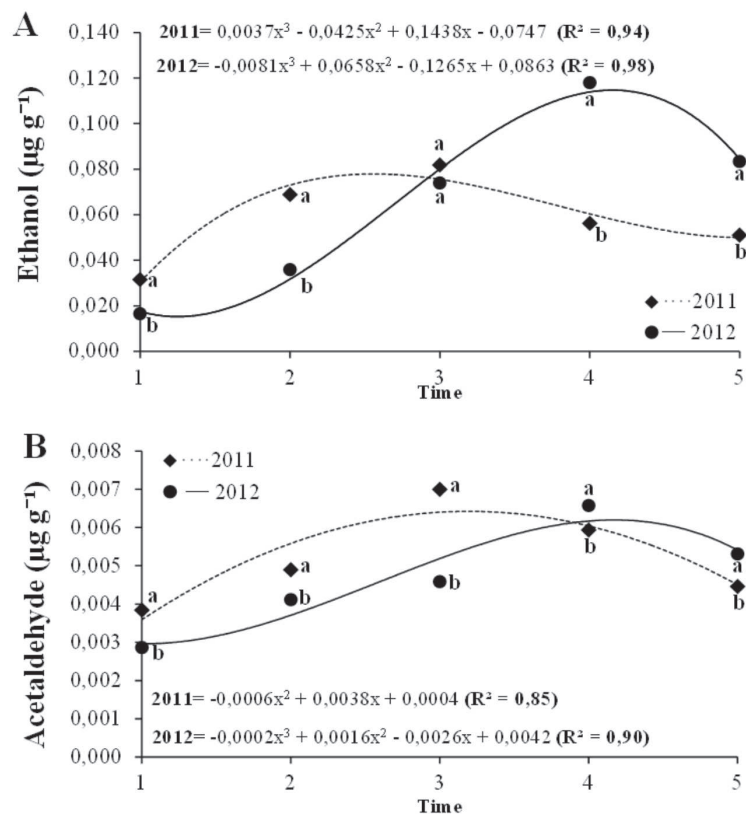 A
2011= 0,0037x³ - 0,0425x² + 0,1438x - 0,0747 (R² = 0,94)
2012= -0,0081x³ + 0,0658x² - 0,1265x + 0,0863 (R² = 0,98)
Ethanol (µg g⁻¹)
0,140
0,120
0,100
0,080
0,060
0,040
0,020
0,000
a
a
a
a
a
a
b
b
b
b
2011
2012
1 2 3 4 5
Time
B
Acetaldehyde (µg g⁻¹)
0,008
0,007
0,006
0,005
0,004
0,003
0,002
0,001
0,000
2011
2012
a
a
a
a
a
b
b
b
b
b
2011= -0,0006x² + 0,0038x + 0,0004 (R² = 0,85)
2012= -0,0002x³ + 0,0016x² - 0,0026x + 0,0042 (R² = 0,90)
1 2 3 4 5
Time